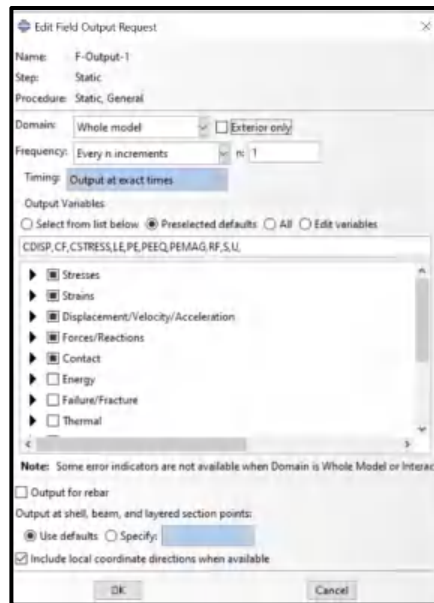 Edit Field Output Request
Name: F-Output-1
Step: Static
Procedure: Static, General
Domain: Whole model Exterior only
Frequency: Every n increments n: 1
Timing: Output at exact times
Output Variables
Select from list below Preselected defaults All Edit variables
CDISP,CF,CSTRESS,LE,PE,PEEQ,PEMAG,RF,S,U,
Stresses
Strains
Displacement/Velocity/Acceleration
Forces/Reactions
Contact
Energy
Failure/Fracture
Thermal
Note: Some error indicators are not available when Domain is Whole Model or Interac
Output for rebar
Output at shell, beam, and layered section points:
Use defaults Specify:
Include local coordinate directions when available
OK Cancel